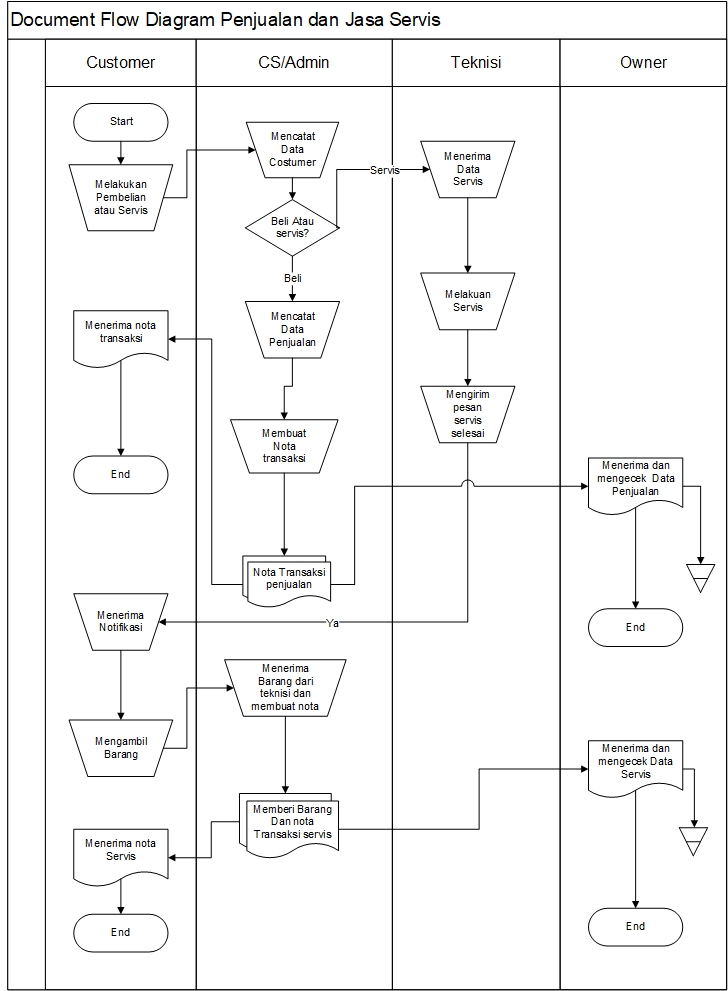 Document Flow Diagram Penjualan dan Jasa Servis
Customer
CS/Admin
Teknisi
Owner
Start
Melakukan
Pembelian
atau Servis
Mencatat
Data
Costumer
Beli Atau
servis?
Servis
Menerima
Data
Servis
Beli
Melakuan
Servis
Mencatat
Data
Penjualan
Menerima nota
transaksi
Mengirim
pesan
servis
selesai
Membuat
Nota
transaksi
End
Menerima dan
mengecek Data
Penjualan
Nota Transaksi
penjualan
Menerima
Notifikasi
Ya
End
Menerima
Barang dari
teknisi dan
membuat nota
Mengambil
Barang
Menerima dan
mengecek Data
Servis
Memberi Barang
Dan nota
Transaksi servis
Menerima nota
Servis
End
End